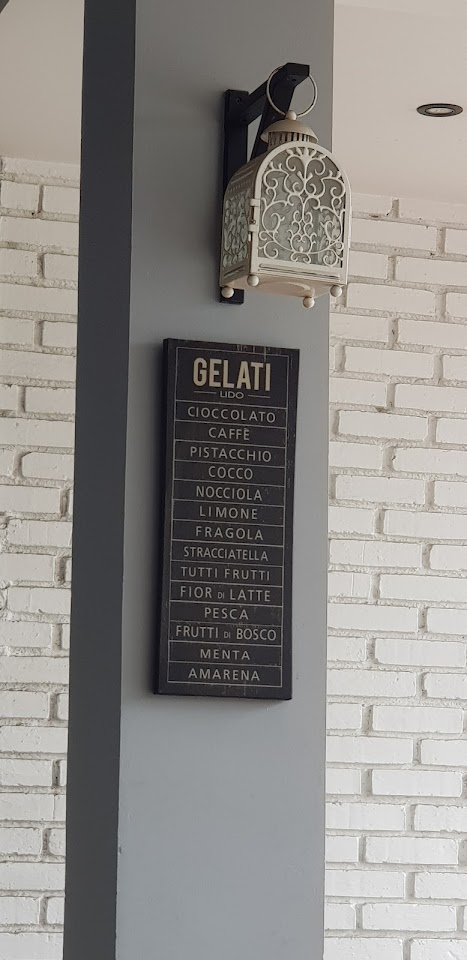 GELATI
LIDO
CIOCCOLATO
CAFFÈ
PISTACCHIO
COCCO
NOCCIOLA
LIMONE
FRAGOLA
STRACCIATELLA
TUTTI FRUTTI
FIOR DI LATTE
PESCA
FRUTTI DI BOSCO
MENTA
AMARENA